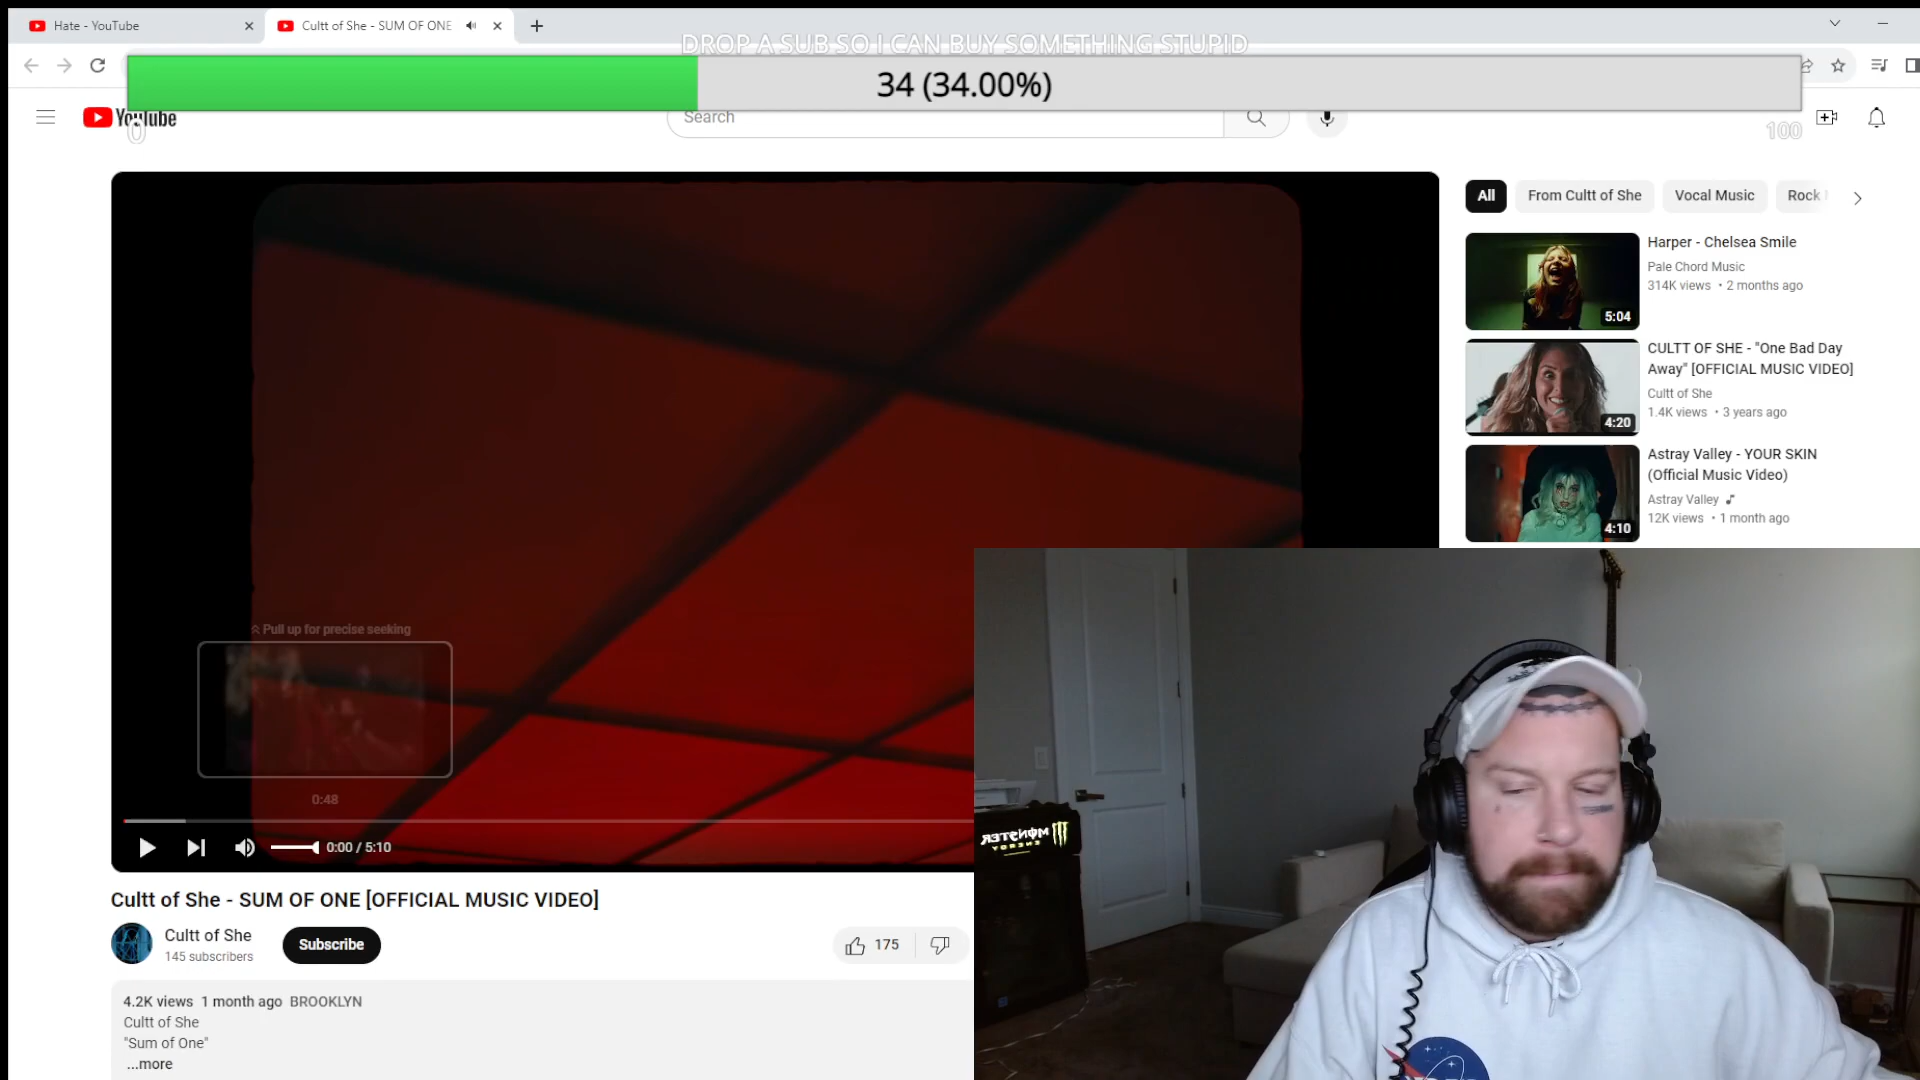 Hate - YouTube
Cultt of She - SUM OF ONE
DROP A SUB SO I CAN BUY SOMETHING STUPID
34 (34.00%)
0
100
YouTube
Search
All
From Cultt of She
Vocal Music
Rock
Harper - Chelsea Smile
Pale Chord Music
314K views • 2 months ago
5:04
CULTT OF SHE - "One Bad Day
Away" [OFFICIAL MUSIC VIDEO]
Cultt of She
1.4K views • 3 years ago
4:20
Astray Valley - YOUR SKIN
(Official Music Video)
Astray Valley
12K views • 1 month ago
4:10
Pull up for precise seeking
0:48
0:00 / 5:10
Cultt of She - SUM OF ONE [OFFICIAL MUSIC VIDEO]
Cultt of She
145 subscribers
Subscribe
175
4.2K views 1 month ago BROOKLYN
Cultt of She
"Sum of One"
...more
MONSTER
ENERGY